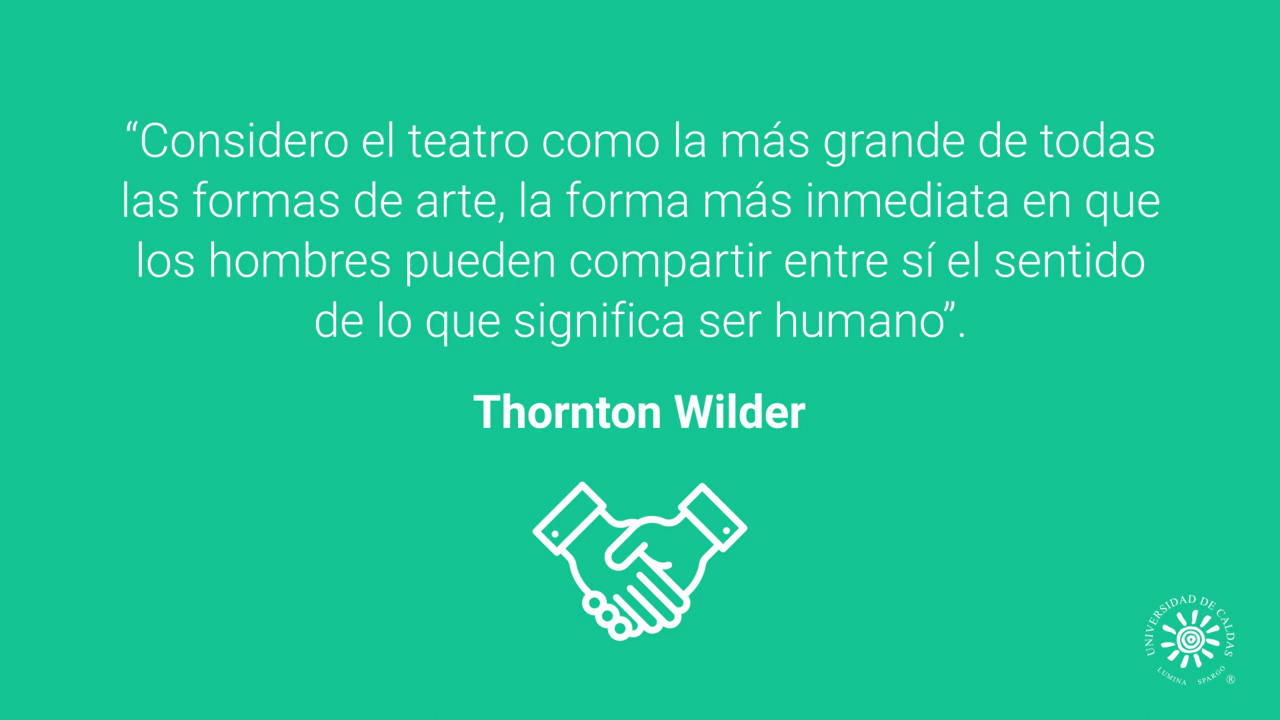 “Considero el teatro como la más grande de todas
las formas de arte, la forma más inmediata en que
los hombres pueden compartir entre sí el sentido
de lo que significa ser humano”.
Thornton Wilder
UNIVERSIDAD DE CALDAS
LUMINA SPARGO
®